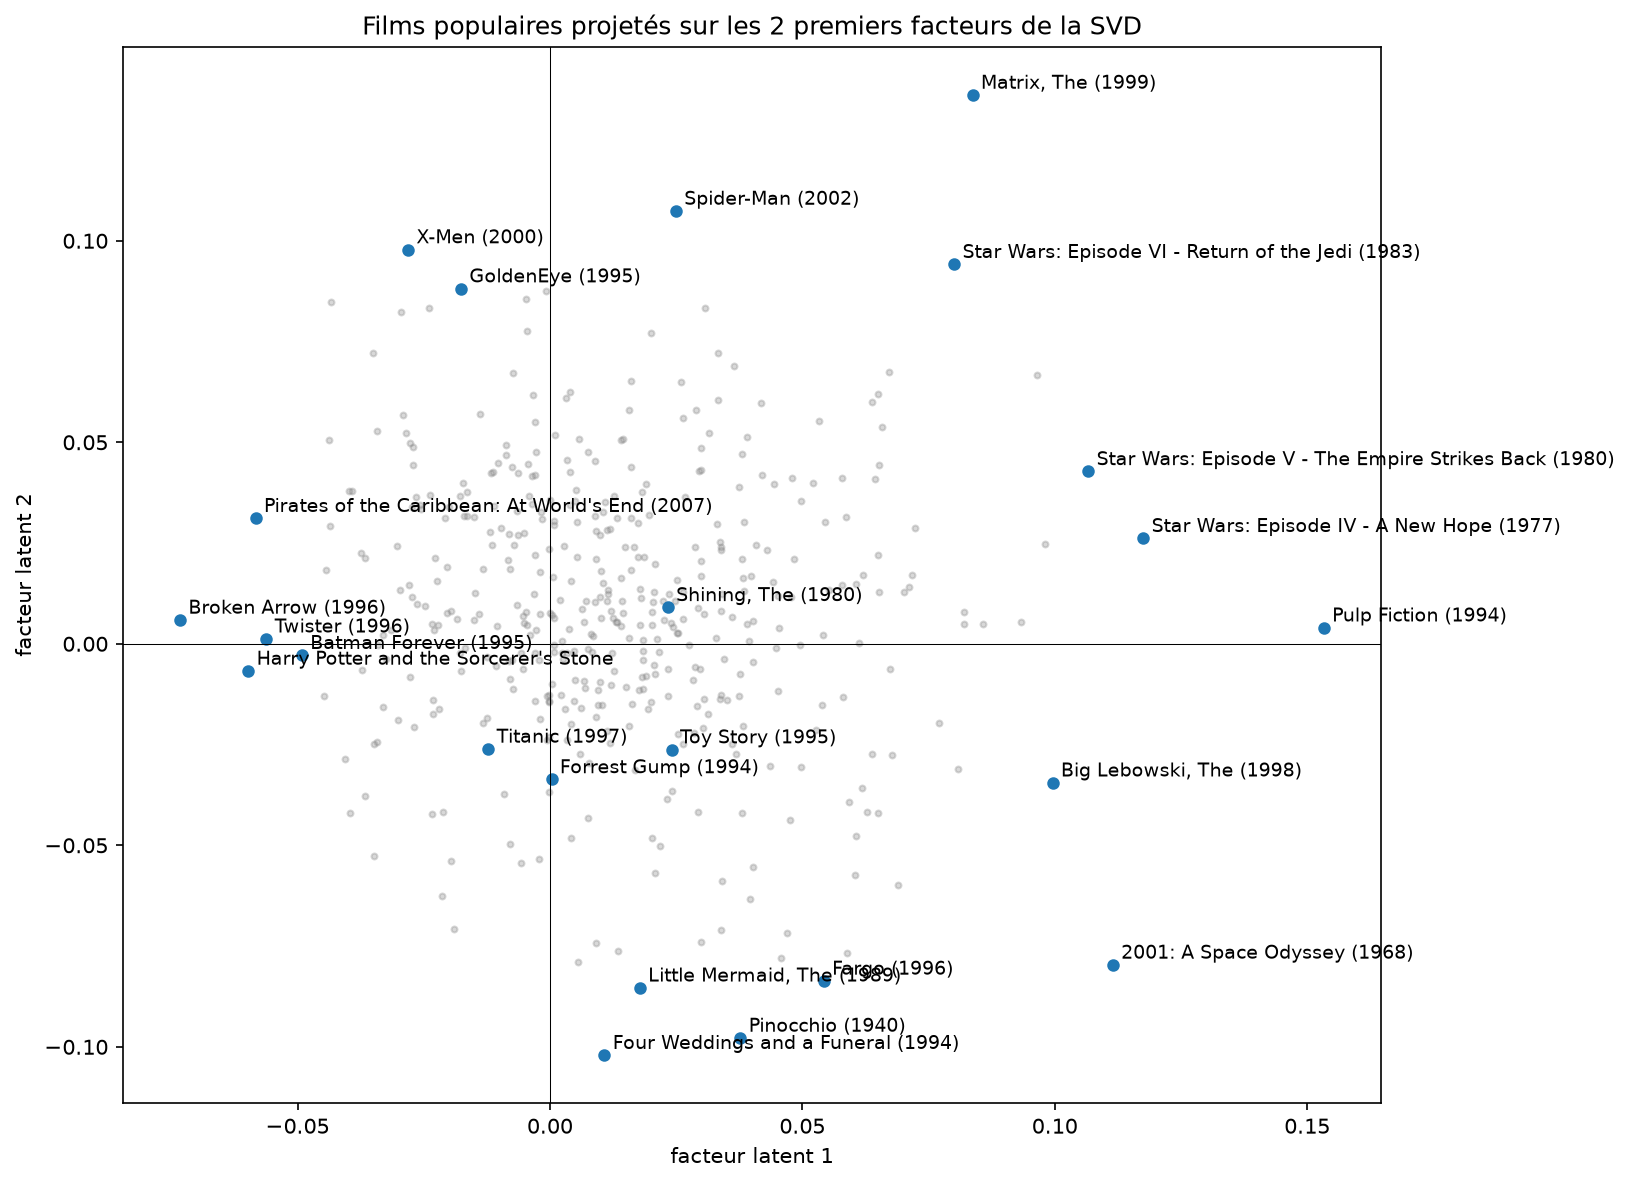 Films populaires projetés sur les 2 premiers facteurs de la SVD
Matrix, The (1999)
Spider-Man (2002)
X-Men (2000)
Star Wars: Episode VI - Return of the Jedi (1983)
GoldenEye (1995)
Star Wars: Episode V - The Empire Strikes Back (1980)
Pirates of the Caribbean: At World's End (2007)
Star Wars: Episode IV - A New Hope (1977)
Shining, The (1980)
Broken Arrow (1996)
Pulp Fiction (1994)
Twister (1996)
Batman Forever (1995)
Harry Potter and the Sorcerer's Stone
Titanic (1997)
Toy Story (1995)
Forrest Gump (1994)
Big Lebowski, The (1998)
2001: A Space Odyssey (1968)
Fargo (1996)
Little Mermaid, The (1989)
Pinocchio (1940)
Four Weddings and a Funeral (1994)
0.10
0.05
0.00
−0.05
−0.10
facteur latent 2
−0.05
0.00
0.05
0.10
0.15
facteur latent 1